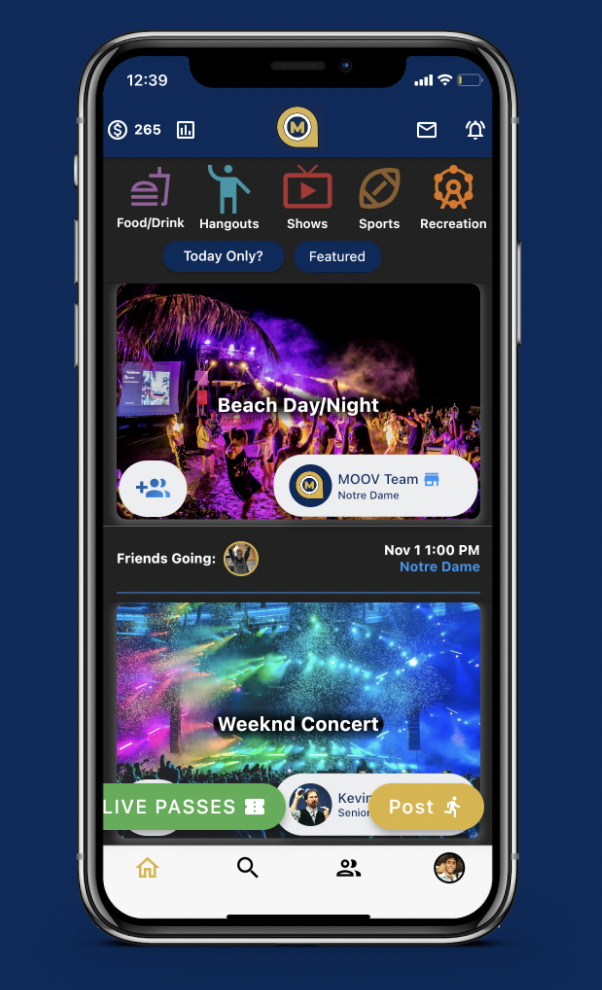 12:39
265
M
Food/Drink Hangouts Shows Sports Recreation
Today Only? Featured
Beach Day/Night
M
MOOV Team
Notre Dame
Friends Going:
Nov 1 1:00 PM
Notre Dame
Weeknd Concert
Kevin
Senior
LIVE PASSES
Post